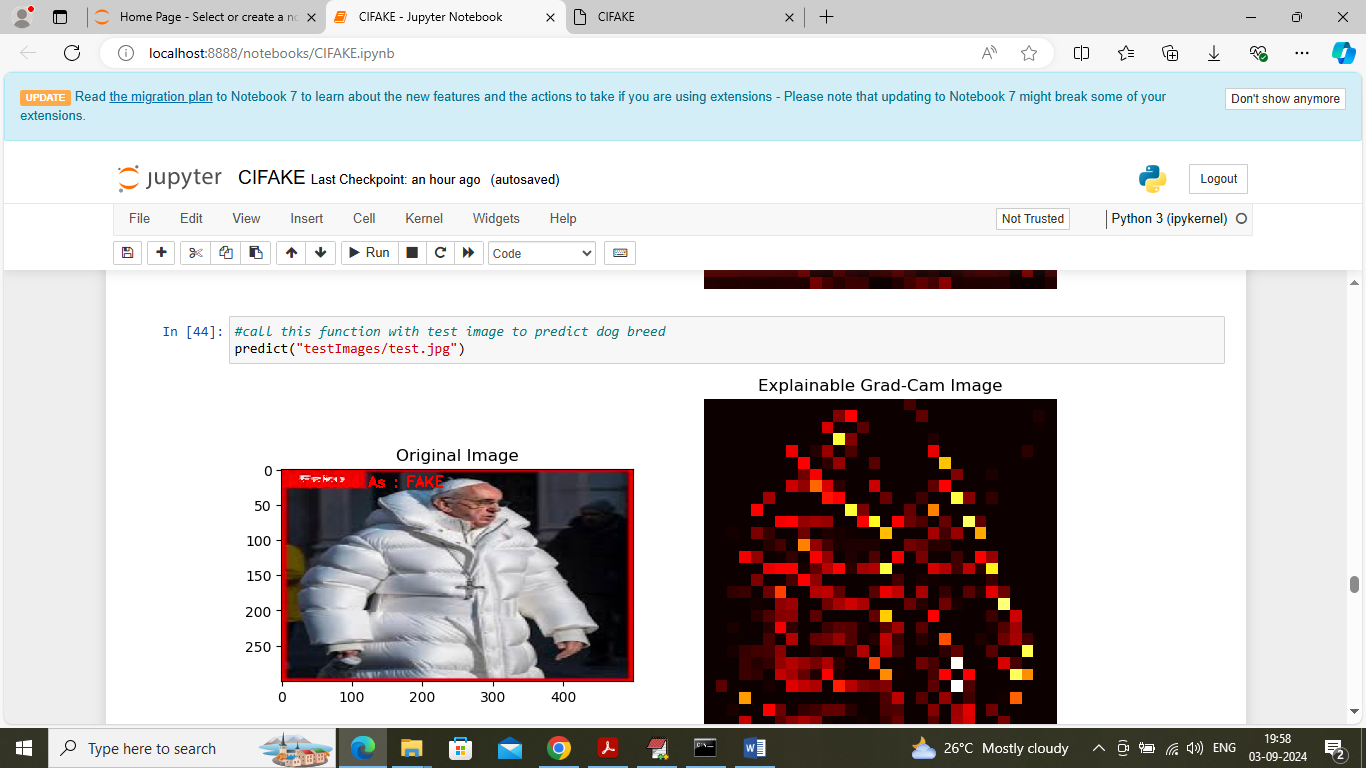 Home Page - Select or create a no
CIFAKE - Jupyter Notebook
CIFAKE
localhost:8888/notebooks/CIFAKE.ipynb
UPDATE Read the migration plan to Notebook 7 to learn about the new features and the actions to take if you are using extensions - Please note that updating to Notebook 7 might break some of your
extensions.
Don't show anymore
jupyter CIFAKE Last Checkpoint: an hour ago (autosaved)
Logout
File Edit View Insert Cell Kernel Widgets Help
Not Trusted
Python 3 (ipykernel)
Run
Code
In [44]: #call this function with test image to predict dog breed
predict("testImages/test.jpg")
Explainable Grad-Cam Image
Original Image
As : FAKE
0
50
100
150
200
250
0 100 200 300 400
Type here to search
26°C Mostly cloudy
ENG
19:58
03-09-2024
2